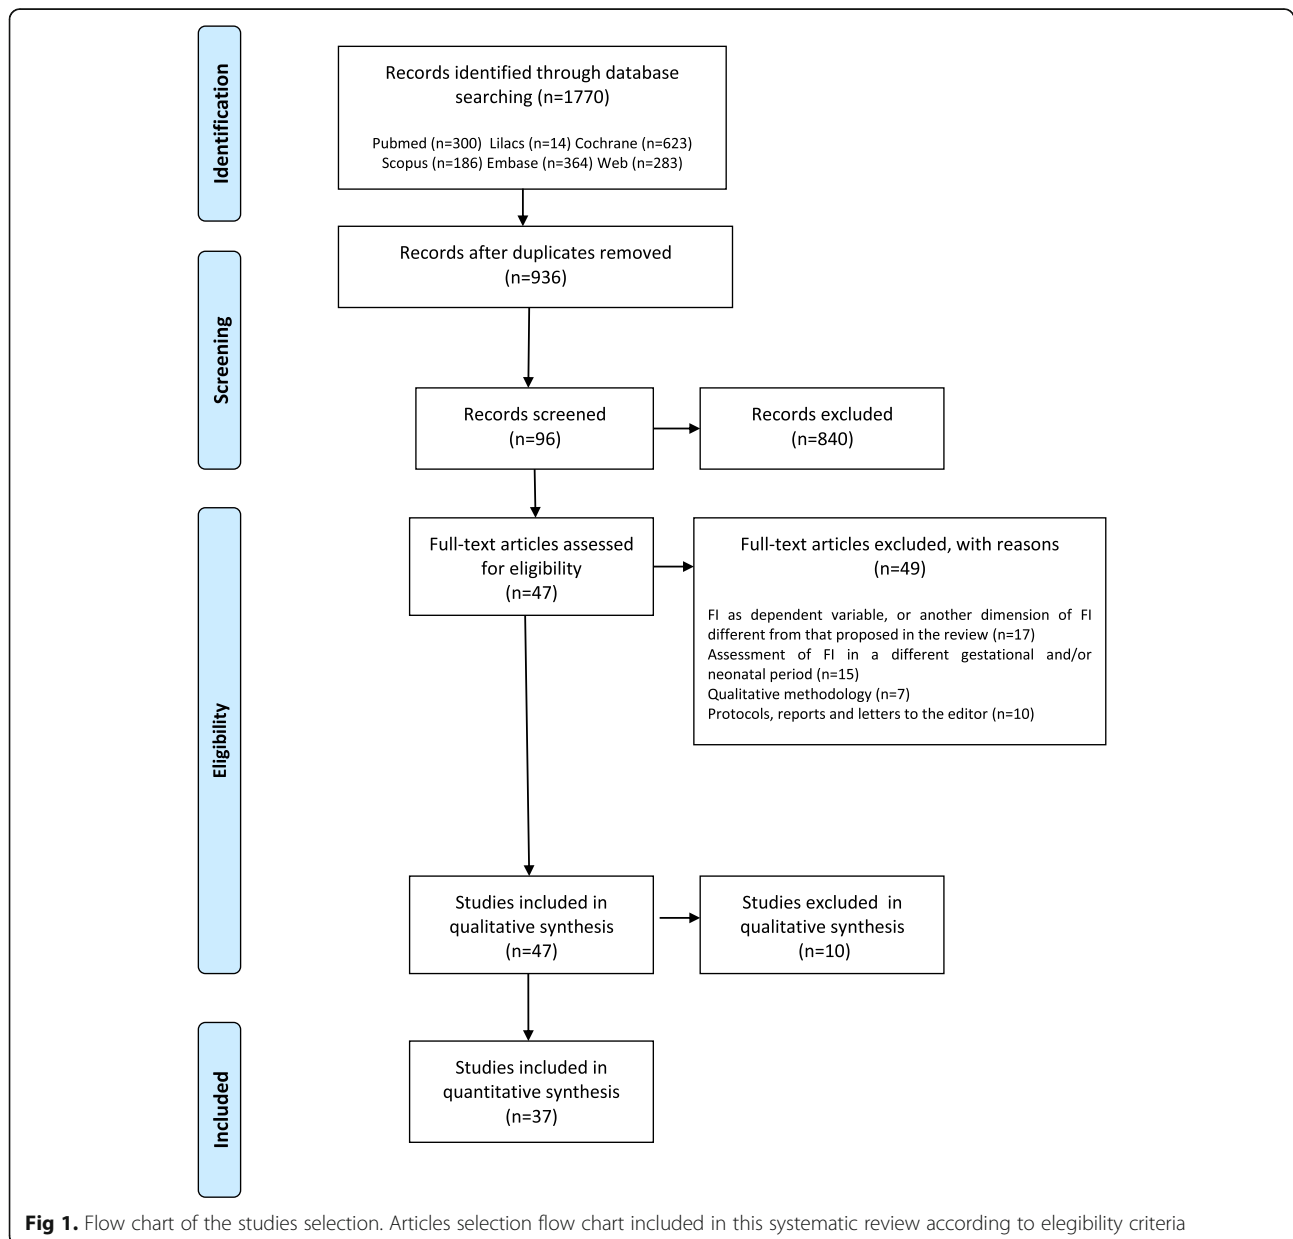 Identification
Records identified through database
searching (n=1770)
Pubmed (n=300) Lilacs (n=14) Cochrane (n=623)
Scopus (n=186) Embase (n=364) Web (n=283)
Screening
Records after duplicates removed
(n=936)
Records screened
(n=96)
Records excluded
(n=840)
Eligibility
Full-text articles assessed
for eligibility
(n=47)
Full-text articles excluded, with reasons
(n=49)
FI as dependent variable, or another dimension of FI
different from that proposed in the review (n=17)
Assessment of FI in a different gestational and/or
neonatal period (n=15)
Qualitative methodology (n=7)
Protocols, reports and letters to the editor (n=10)
Studies included in
qualitative synthesis
(n=47)
Studies excluded in
qualitative synthesis
(n=10)
Included
Studies included in
quantitative synthesis
(n=37)
Fig 1. Flow chart of the studies selection. Articles selection flow chart included in this systematic review according to elegibility criteria